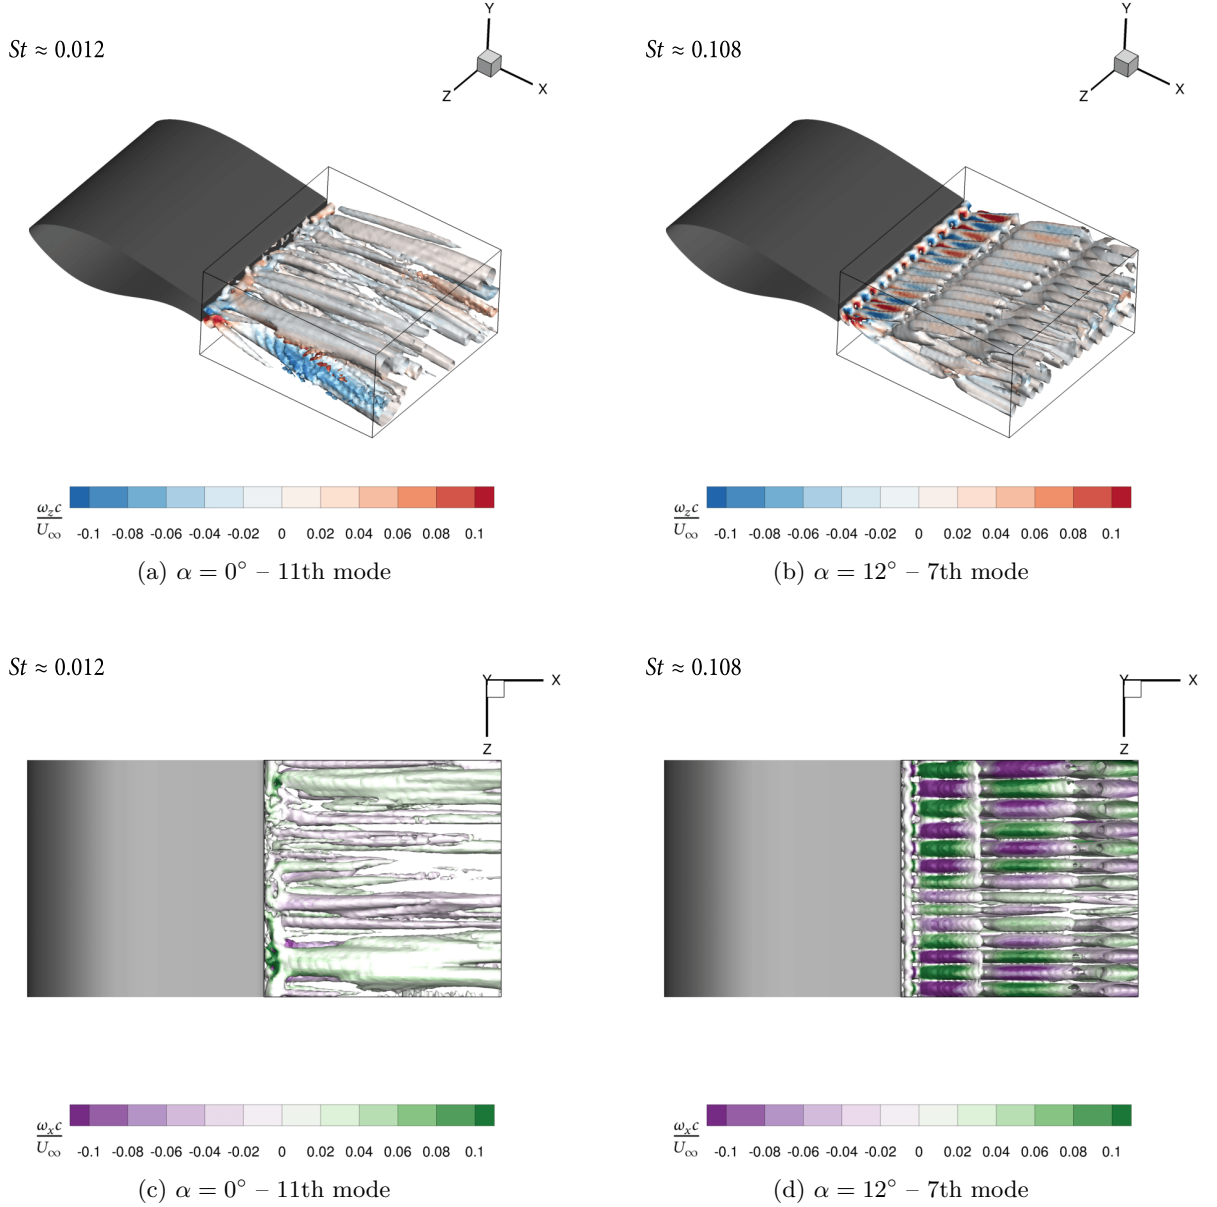 St ≈ 0.012
Y
Z
X
St ≈ 0.108
Y
Z
X
ω_z c / U_∞
-0.1 -0.08 -0.06 -0.04 -0.02 0 0.02 0.04 0.06 0.08 0.1
(a) α = 0° – 11th mode
ω_z c / U_∞
-0.1 -0.08 -0.06 -0.04 -0.02 0 0.02 0.04 0.06 0.08 0.1
(b) α = 12° – 7th mode
St ≈ 0.012
Y
X
Z
St ≈ 0.108
Y
X
Z
ω_x c / U_∞
-0.1 -0.08 -0.06 -0.04 -0.02 0 0.02 0.04 0.06 0.08 0.1
(c) α = 0° – 11th mode
ω_x c / U_∞
-0.1 -0.08 -0.06 -0.04 -0.02 0 0.02 0.04 0.06 0.08 0.1
(d) α = 12° – 7th mode